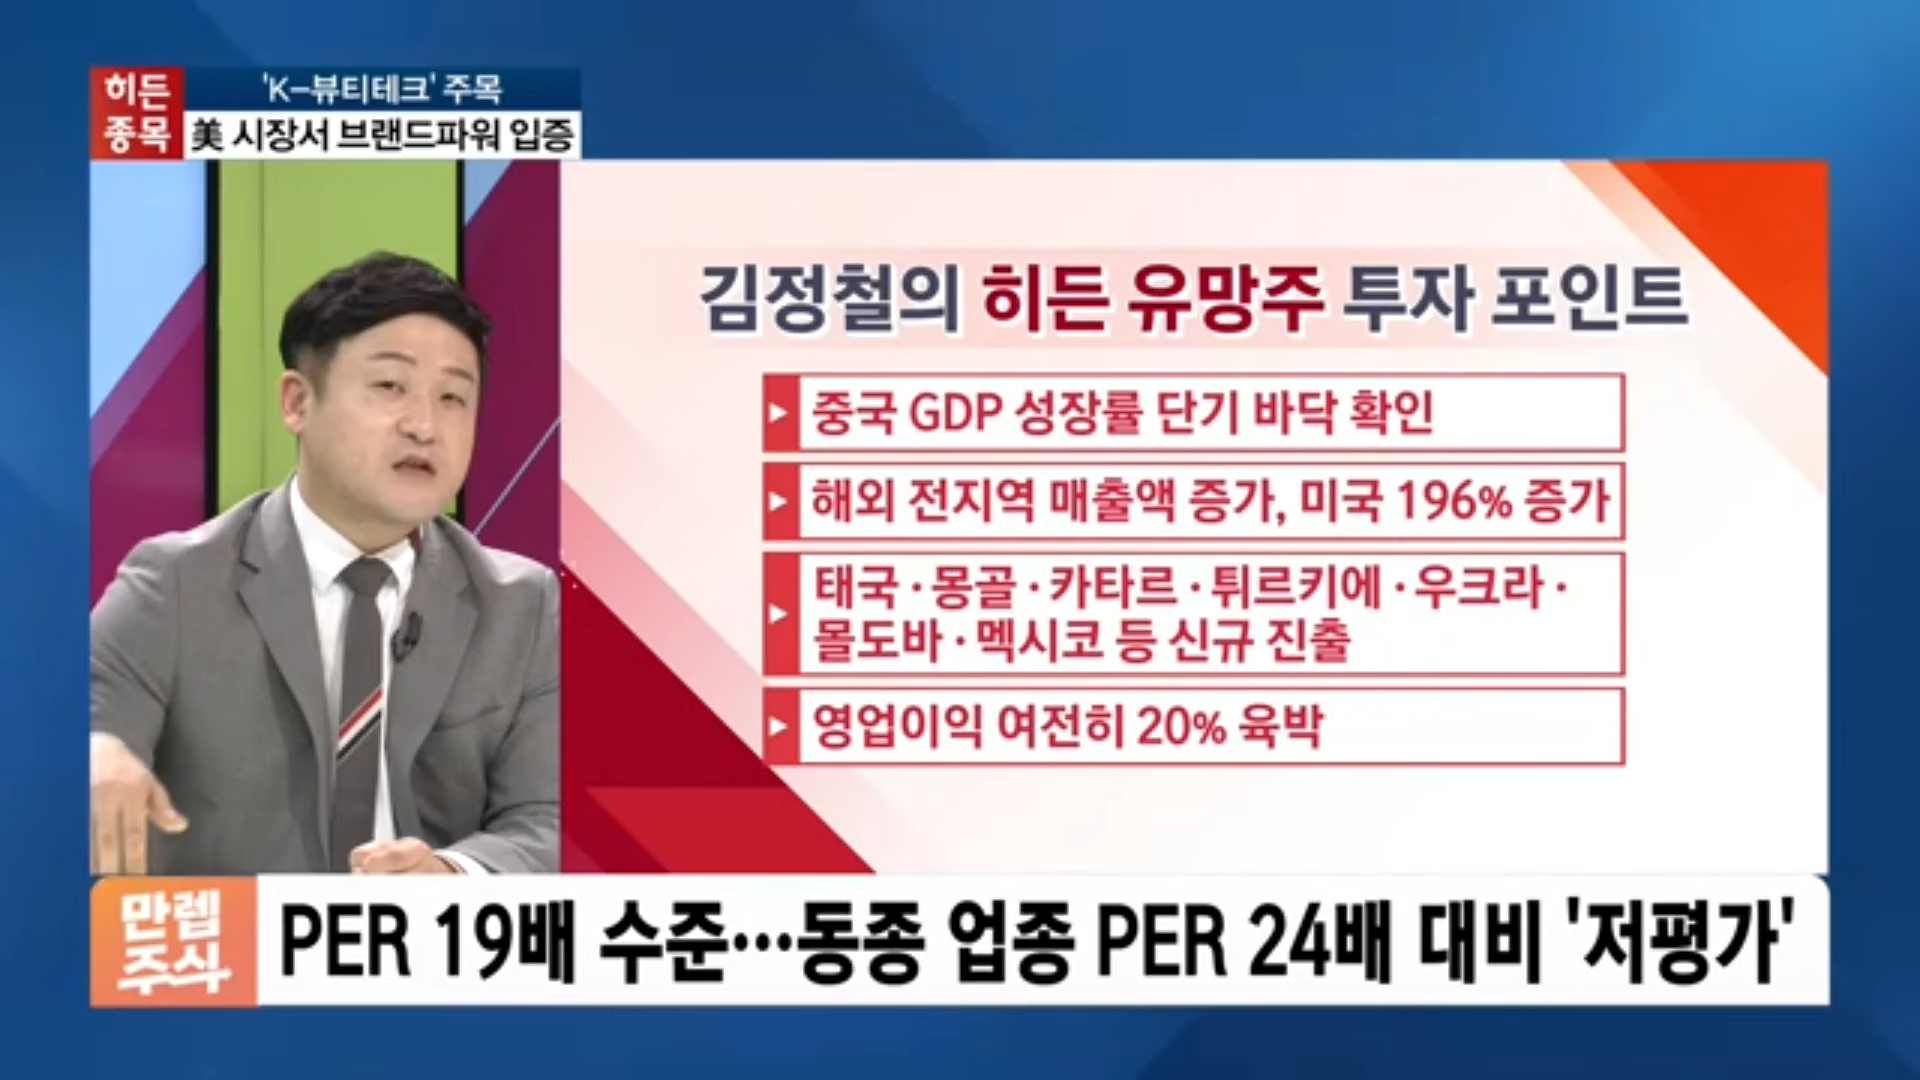 히든
종목
'K-뷰티테크' 주목
美 시장서 브랜드파워 입증
김정철의 히든 유망주 투자 포인트
▶ 중국 GDP 성장률 단기 바닥 확인
▶ 해외 전지역 매출액 증가, 미국 196% 증가
▶ 태국·몽골·카타르·튀르키에·우크라·
몰도바·멕시코 등 신규 진출
▶ 영업이익 여전히 20% 육박
만렙
주식
PER 19배 수준…동종 업종 PER 24배 대비 '저평가'